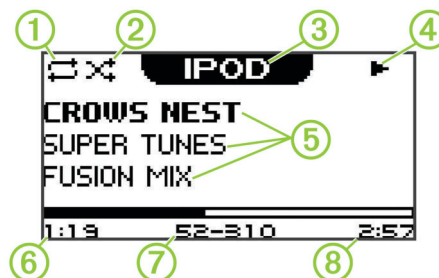 1 2 3 4
IPOD
CROWS NEST
SUPER TUNES 5
FUSION MIX
1:19 52-310 2:57
6 7 8